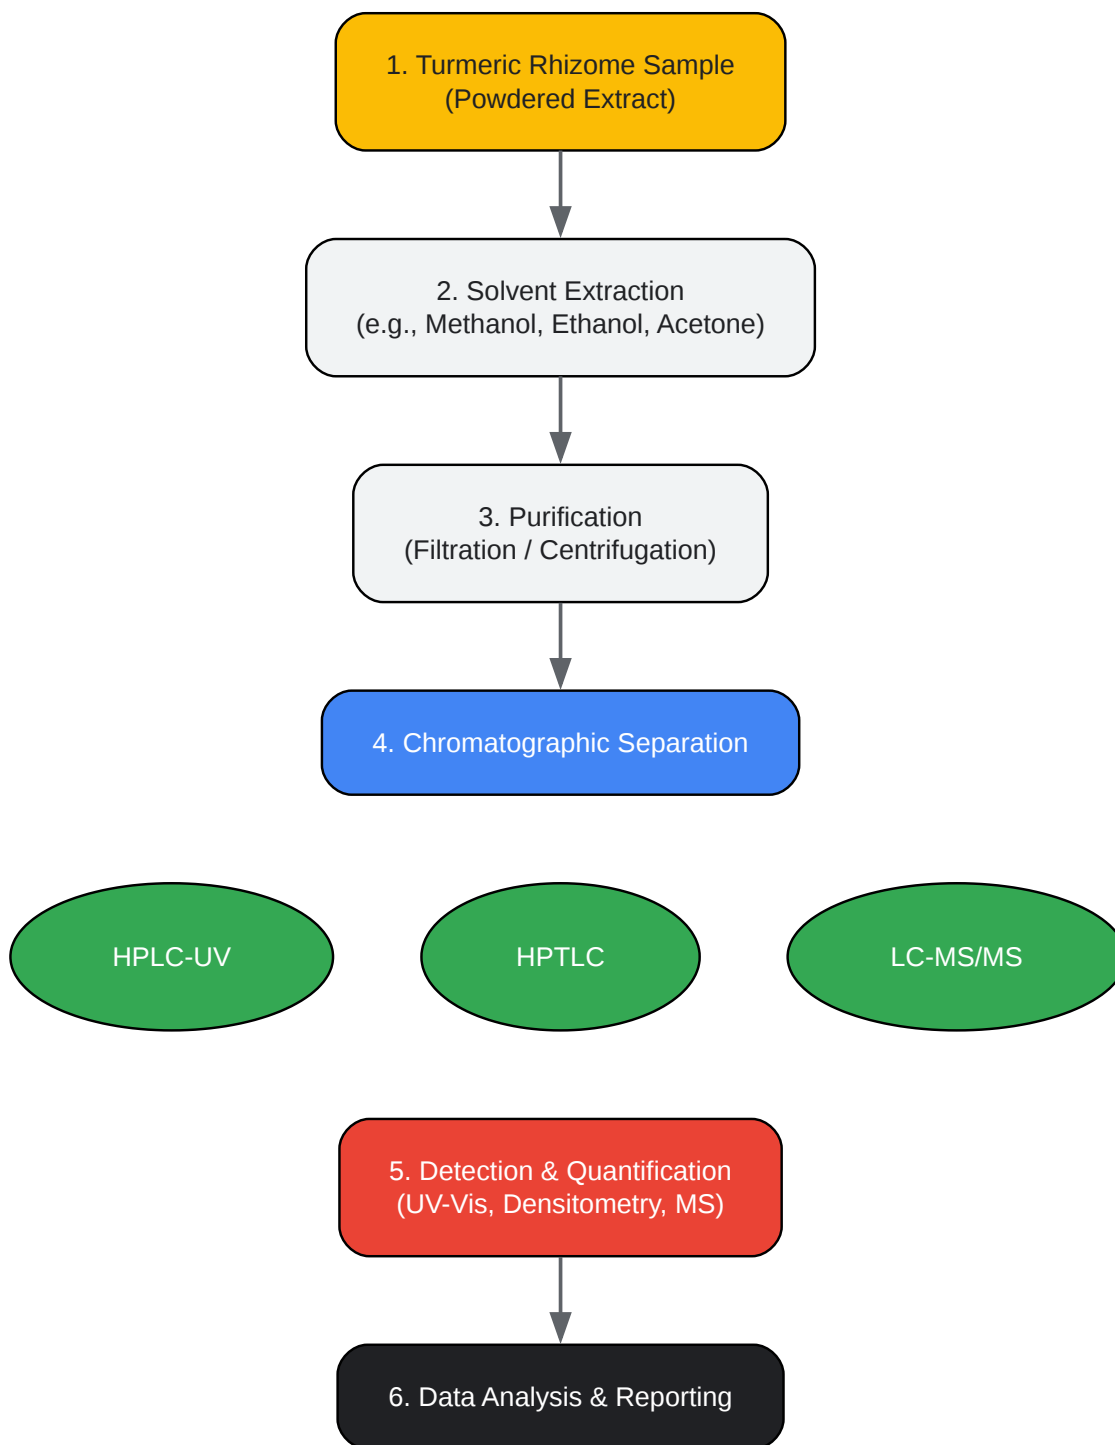 1. Turmeric Rhizome Sample
(Powdered Extract)
2. Solvent Extraction
(e.g., Methanol, Ethanol, Acetone)
3. Purification
(Filtration / Centrifugation)
4. Chromatographic Separation
HPLC-UV
HPTLC
LC-MS/MS
5. Detection & Quantification
(UV-Vis, Densitometry, MS)
6. Data Analysis & Reporting